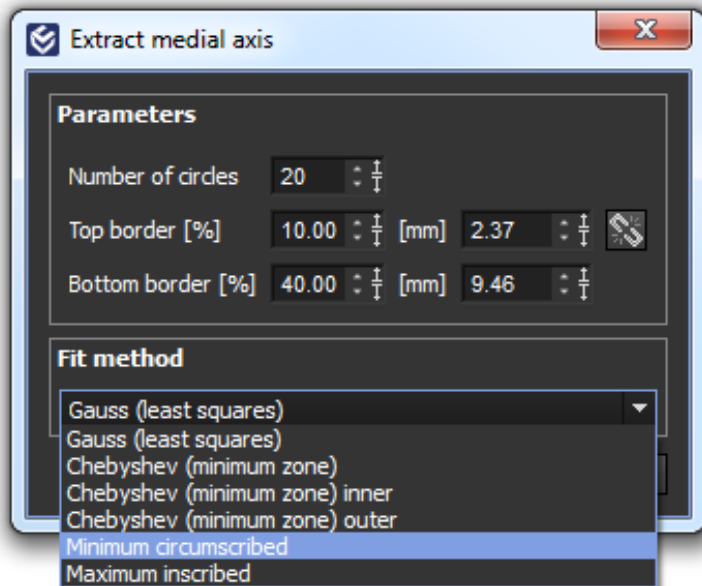 Extract medial axis
Parameters
Number of circles 20
Top border [%] 10.00 [mm] 2.37
Bottom border [%] 40.00 [mm] 9.46
Fit method
Gauss (least squares)
Gauss (least squares)
Chebyshev (minimum zone)
Chebyshev (minimum zone) inner
Chebyshev (minimum zone) outer
Minimum circumscribed
Maximum inscribed